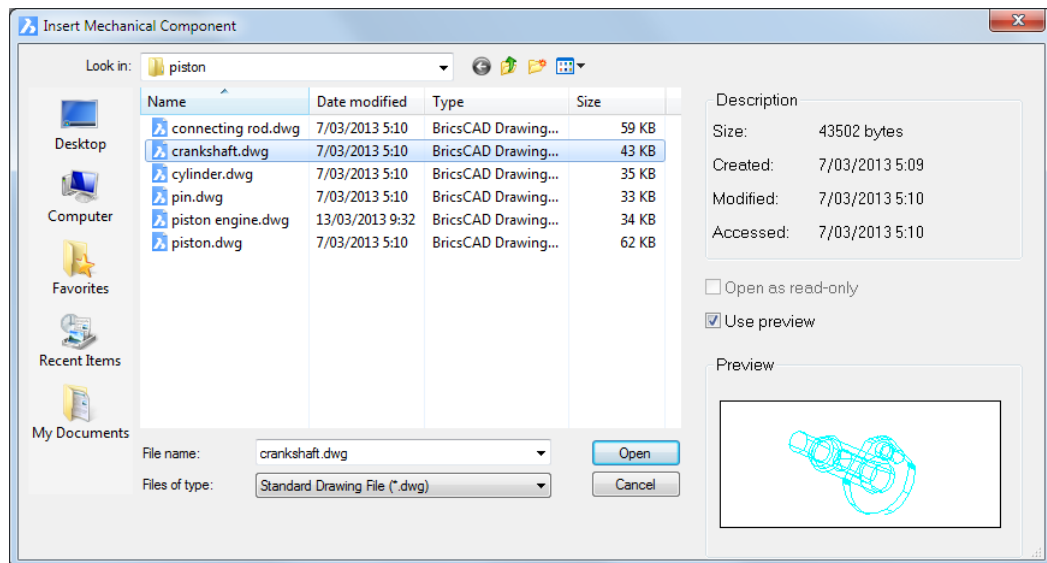 Insert Mechanical Component
Look in: piston
Name Date modified Type Size
connecting rod.dwg 7/03/2013 5:10 BricsCAD Drawing... 59 KB
crankshaft.dwg 7/03/2013 5:10 BricsCAD Drawing... 43 KB
cylinder.dwg 7/03/2013 5:10 BricsCAD Drawing... 35 KB
pin.dwg 7/03/2013 5:10 BricsCAD Drawing... 33 KB
piston engine.dwg 13/03/2013 9:32 BricsCAD Drawing... 34 KB
piston.dwg 7/03/2013 5:10 BricsCAD Drawing... 62 KB
Desktop
Computer
Favorites
Recent Items
My Documents
File name: crankshaft.dwg Open
Files of type: Standard Drawing File (*.dwg) Cancel
Description
Size: 43502 bytes
Created: 7/03/2013 5:09
Modified: 7/03/2013 5:10
Accessed: 7/03/2013 5:10
Open as read-only
Use preview
Preview